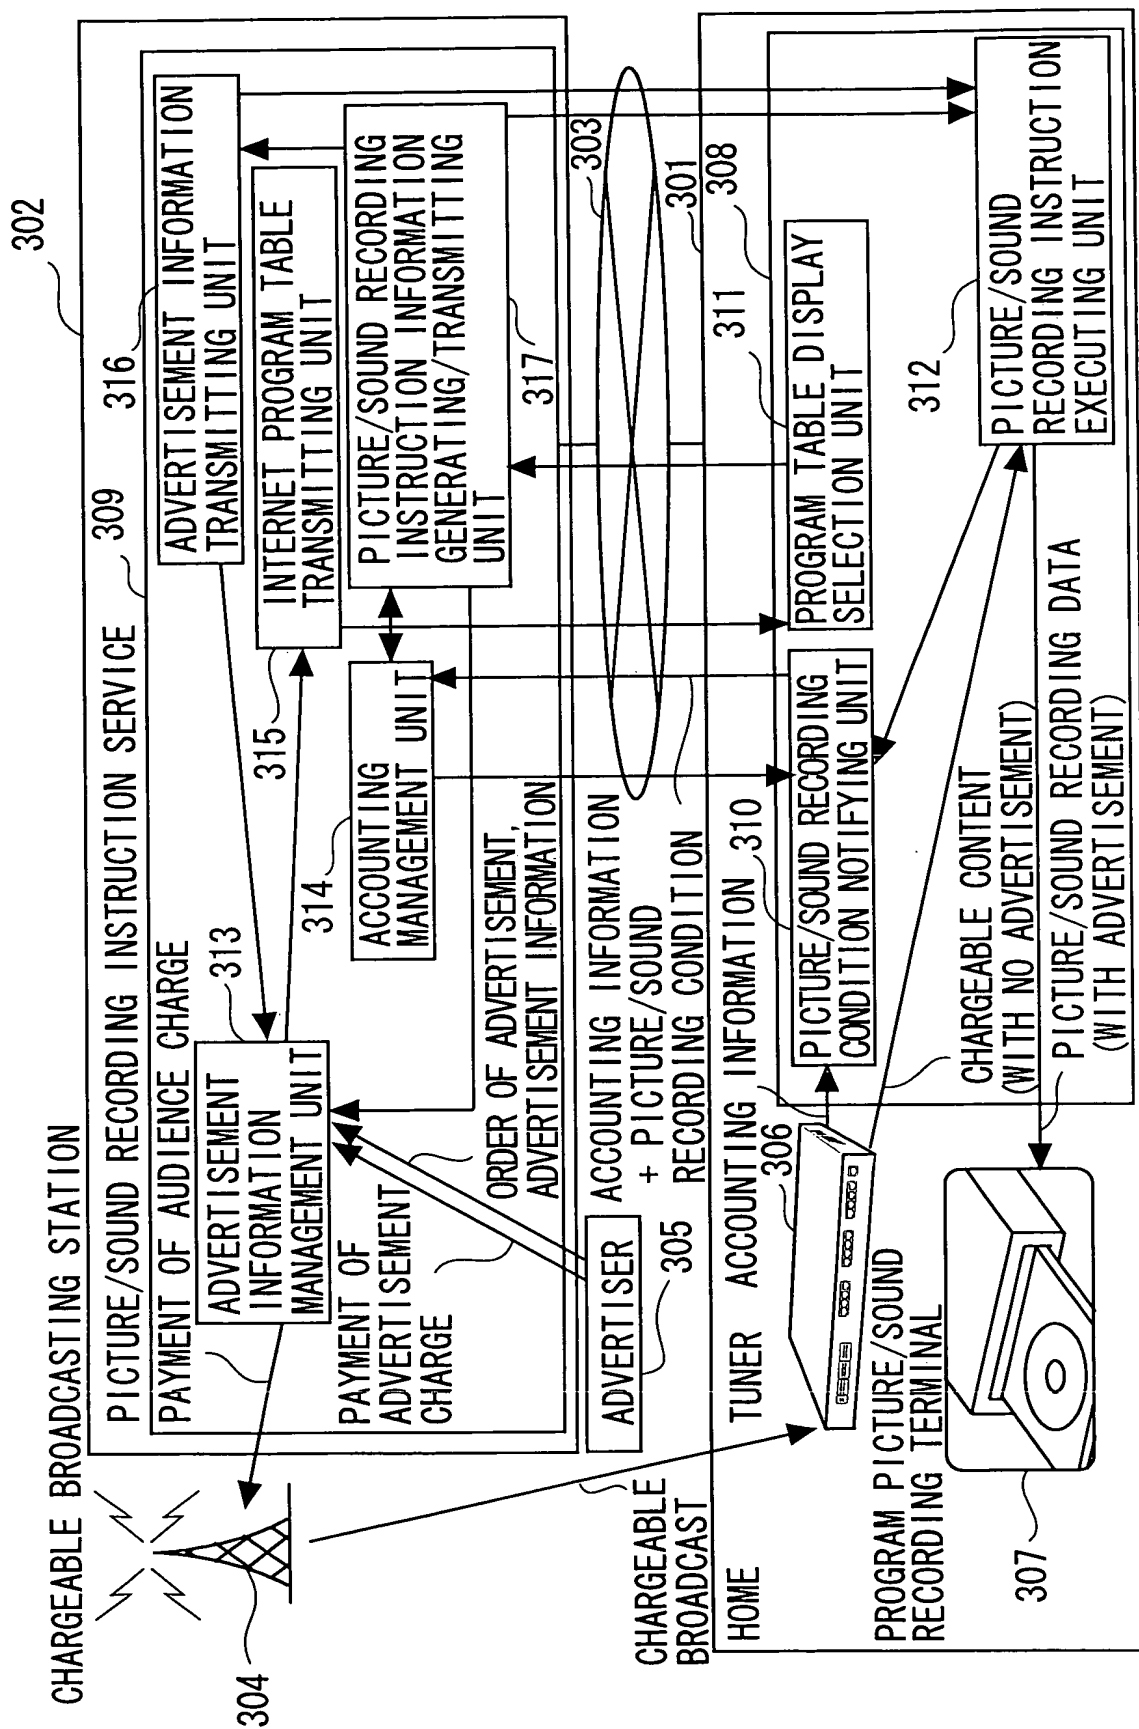 CHARGEABLE BROADCASTING STATION
302
PICTURE/SOUND RECORDING INSTRUCTION SERVICE
309
PAYMENT OF AUDIENCE CHARGE
316
ADVERTISEMENT INFORMATION
TRANSMITTING UNIT
313
ADVERTISEMENT
INFORMATION
MANAGEMENT UNIT
315
INTERNET PROGRAM TABLE
TRANSMITTING UNIT
314
ACCOUNTING
MANAGEMENT UNIT
PICTURE/SOUND RECORDING
INSTRUCTION INFORMATION
GENERATING/TRANSMITTING
UNIT
317
304
PAYMENT OF
ADVERTISEMENT
CHARGE
ORDER OF ADVERTISEMENT,
ADVERTISEMENT INFORMATION
303
ADVERTISER
305
ACCOUNTING INFORMATION
+ PICTURE/SOUND
RECORDING CONDITION
301
CHARGEABLE
BROADCAST
HOME
TUNER
ACCOUNTING INFORMATION
310
311
308
306
PICTURE/SOUND RECORDING
CONDITION NOTIFYING UNIT
PROGRAM TABLE DISPLAY
SELECTION UNIT
PROGRAM PICTURE/SOUND
RECORDING TERMINAL
307
312
CHARGEABLE CONTENT
(WITH NO ADVERTISEMENT)
PICTURE/SOUND RECORDING DATA
(WITH ADVERTISEMENT)
PICTURE/SOUND
RECORDING INSTRUCTION
EXECUTING UNIT